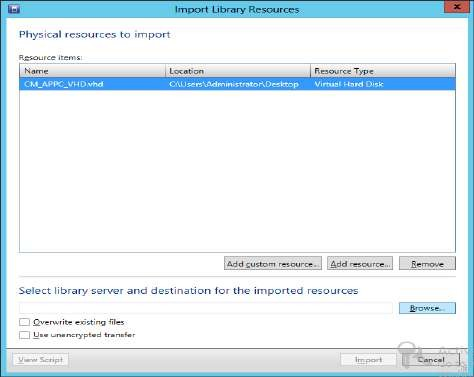 Import Library Resources
Physical resources to import
Resource items:
Name Location Resource Type
CM_APPC_VHD.vhd C:\Users\Administrator\Desktop Virtual Hard Disk
Add custom resource... Add resource... Remove
Select library server and destination for the imported resources
Browse...
Overwrite existing files
Use unencrypted transfer
View Script Import Cancel